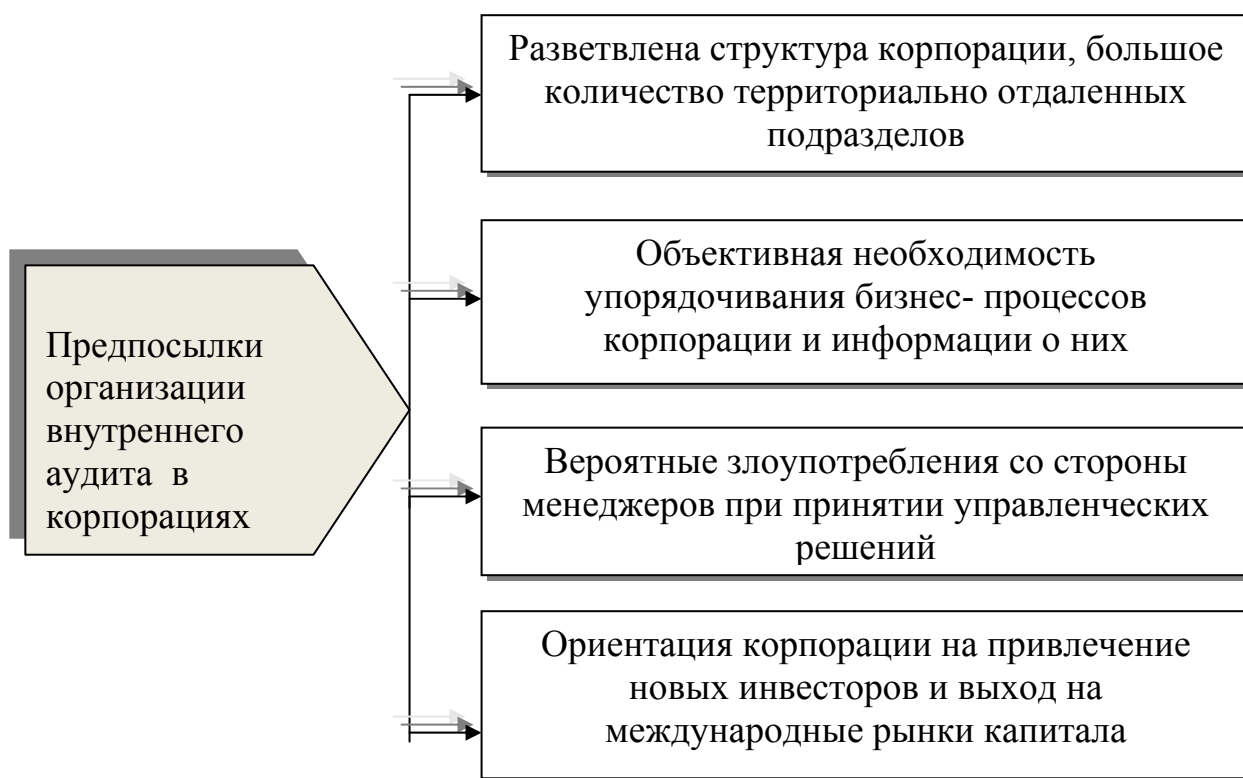 Разветвлена структура корпорации, большое
количество территориально отдаленных
подразделов
Объективная необходимость
упорядочивания бизнес- процессов
корпорации и информации о них
Предпосылки
организации
внутреннего
аудита в
корпорациях
Вероятные злоупотребления со стороны
менеджеров при принятии управленческих
решений
Ориентация корпорации на привлечение
новых инвесторов и выход на
международные рынки капитала